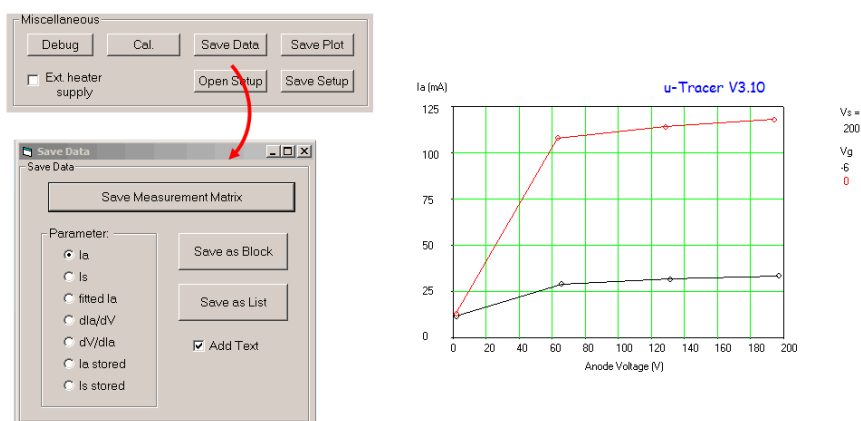 Miscellaneous
Debug Cal. Save Data Save Plot
Ext. heater supply
Open Setup Save Setup
Save Data
Save Data
Save Measurement Matrix
Parameter:
Ia
Is
fitted Ia
dIa/dV
dV/dIa
Ia stored
Is stored
Save as Block
Save as List
Add Text
Ia (mA)
u-Tracer V3.10
125
100
75
50
25
0
0 20 40 60 80 100 120 140 160 180 200
Anode Voltage (V)
Vs =
200
Vg
-6
0